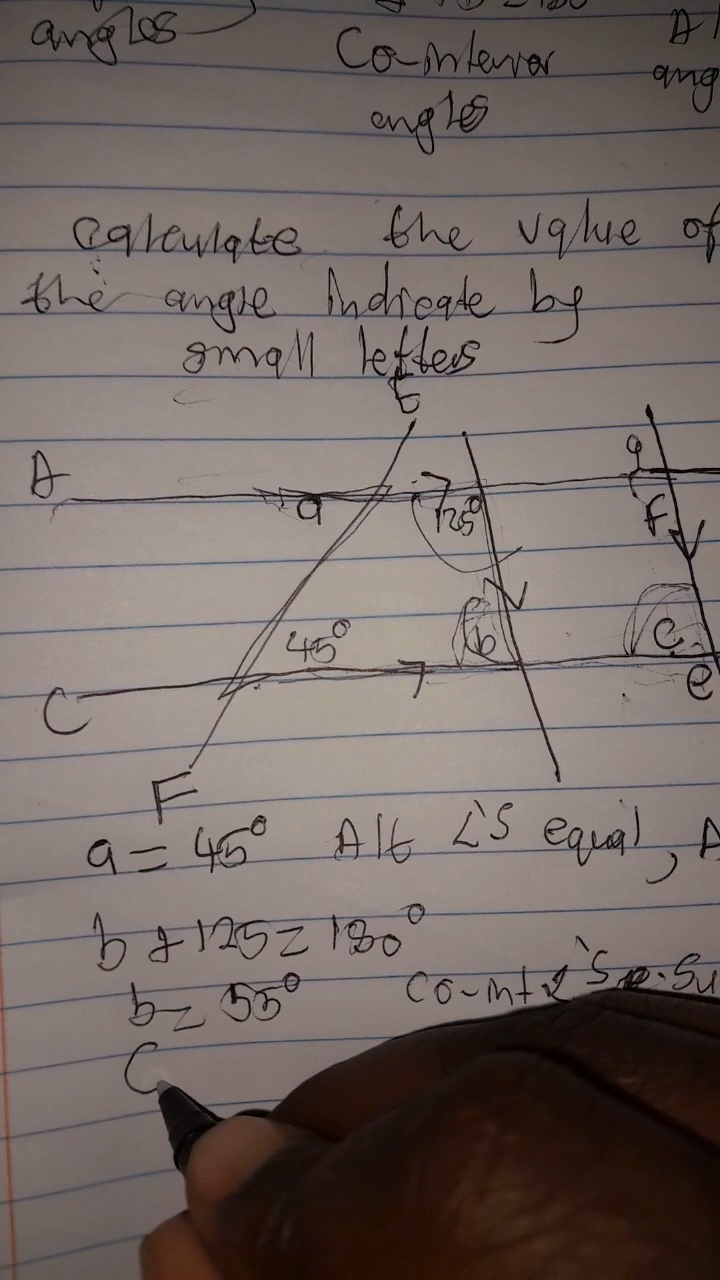 angles
Co-interior
angles
ang
Calculate the value of
the angle indicate by
small letters
E
A
a
125°
g
F
45°
b
c
e
C
F
a = 45° Alt L'S equal, A
b + 125 = 180°
b = 55° Co-int L'S
C